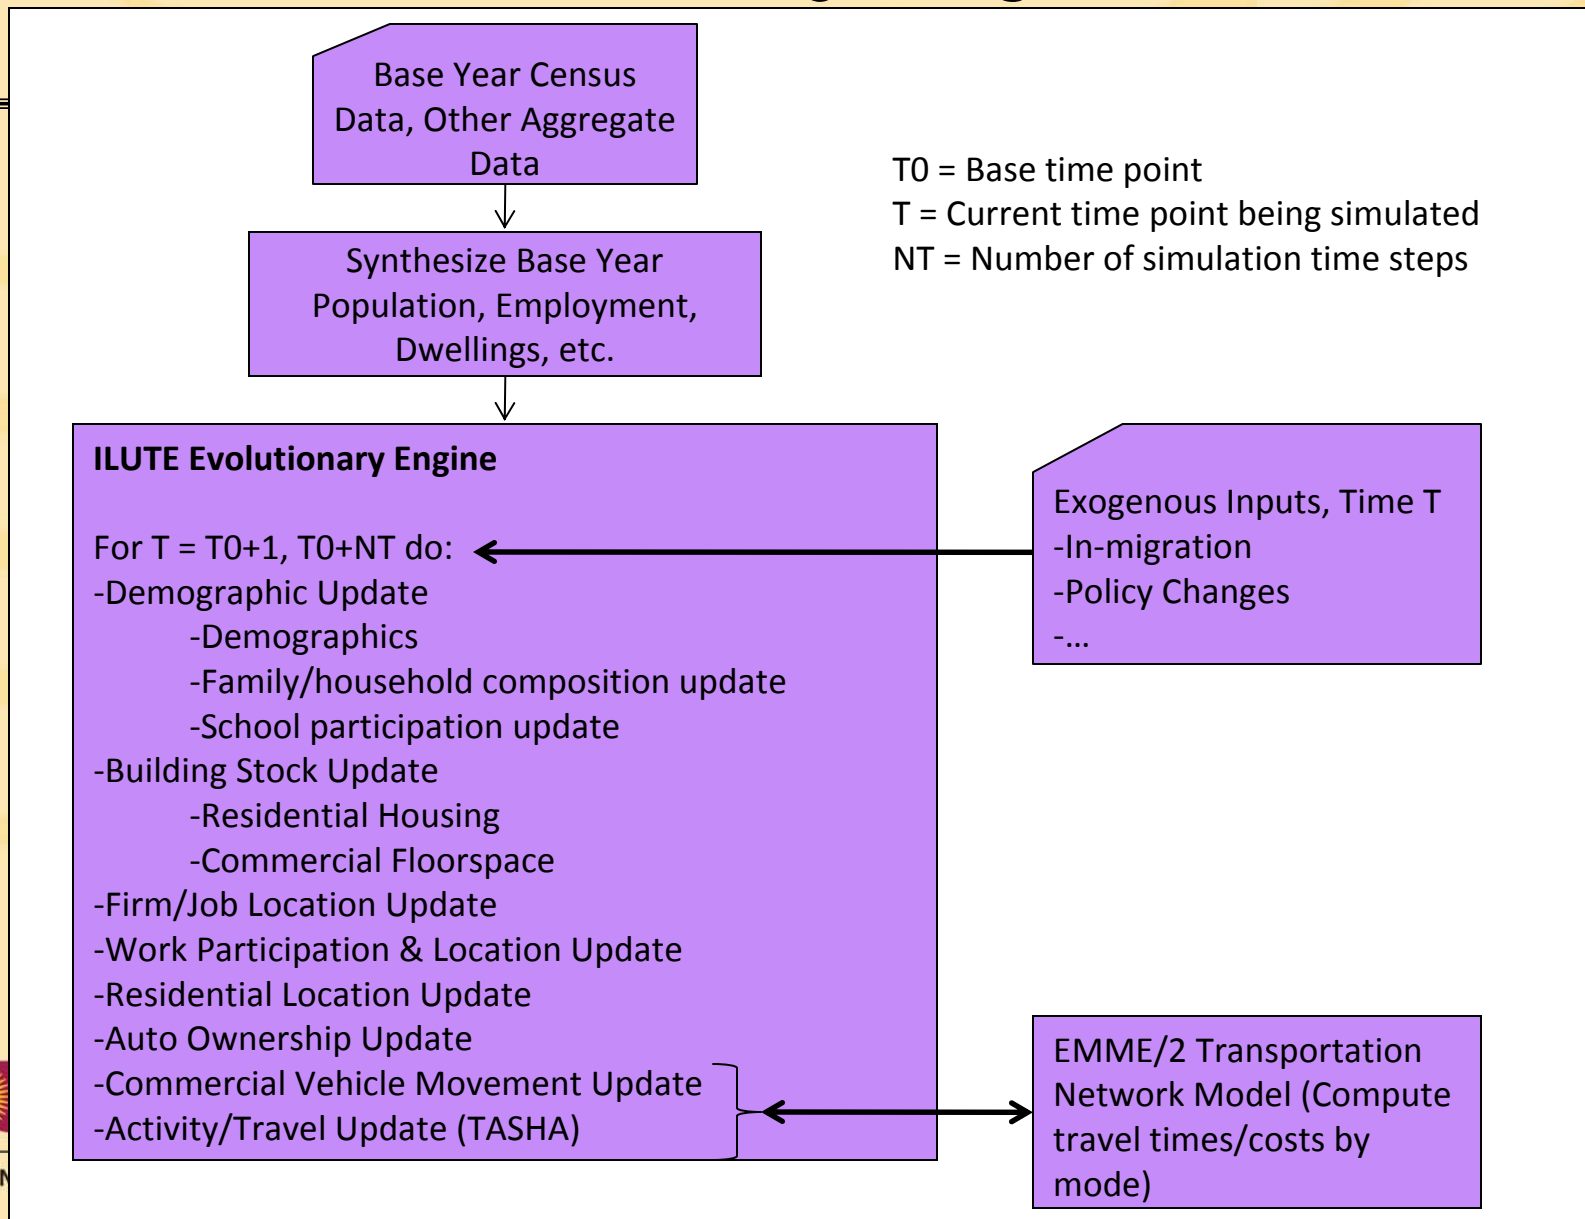 Base Year Census
Data, Other Aggregate
Data
T0 = Base time point
T = Current time point being simulated
NT = Number of simulation time steps
Synthesize Base Year
Population, Employment,
Dwellings, etc.
ILUTE Evolutionary Engine
For T = T0+1, T0+NT do:
-Demographic Update
-Demographics
-Family/household composition update
-School participation update
-Building Stock Update
-Residential Housing
-Commercial Floorspace
-Firm/Job Location Update
-Work Participation & Location Update
-Residential Location Update
-Auto Ownership Update
-Commercial Vehicle Movement Update
-Activity/Travel Update (TASHA)
Exogenous Inputs, Time T
-In-migration
-Policy Changes
-...
EMME/2 Transportation
Network Model (Compute
travel times/costs by
mode)